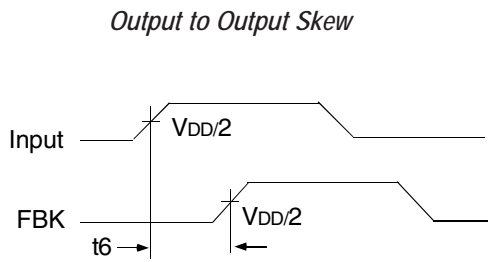 Output to Output Skew
Input
VDD/2
FBK
VDD/2
t6